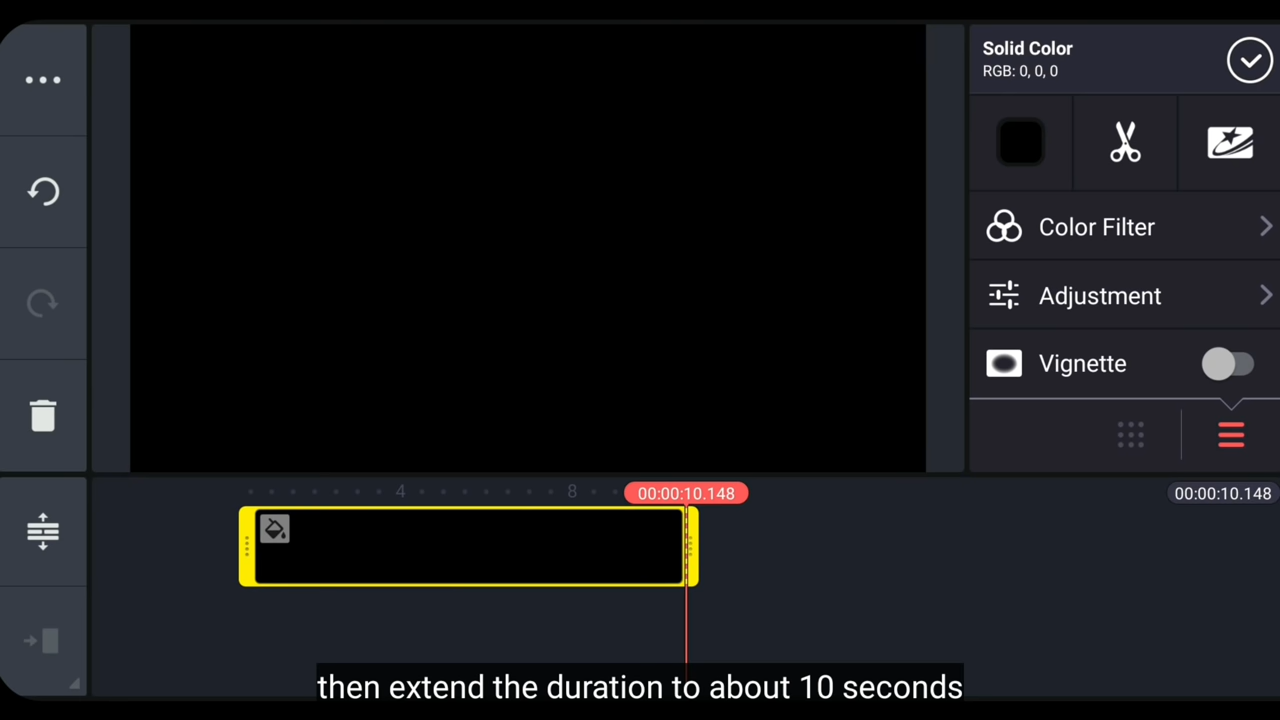 Solid Color
RGB: 0, 0, 0
Color Filter
Adjustment
Vignette
4
8
00:00:10.148
00:00:10.148
then extend the duration to about 10 seconds